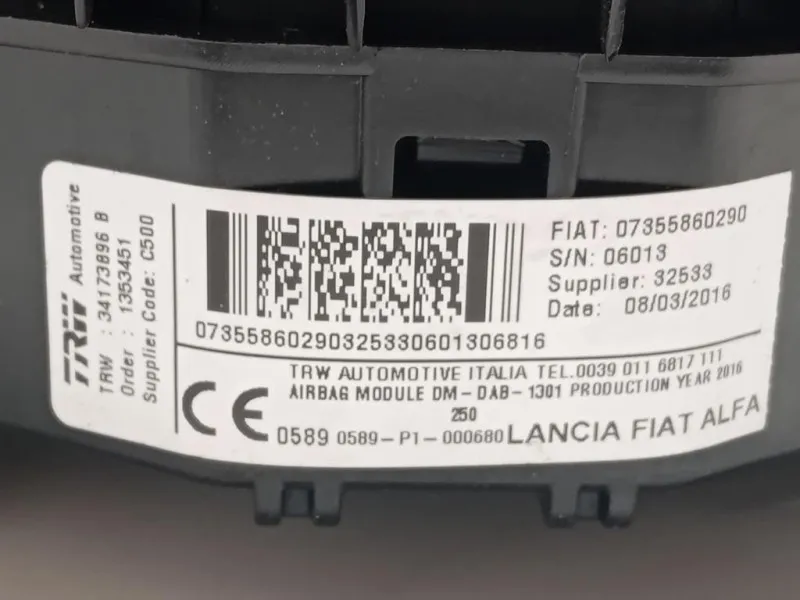 TRW Automotive
TRW : 34173896 B
Order : 1353451
Supplier Code: C500
FIAT: 07355860290
S/N: 06013
Supplier: 32533
Date: 08/03/2016
07355860290325330601306816
TRW AUTOMOTIVE ITALIA TEL.0039 011 6817 111
AIRBAG MODULE DM-DAB-1301 PRODUCTION YEAR 2016
250
CE 0589 0589-P1-000680 LANCIA FIAT ALFA